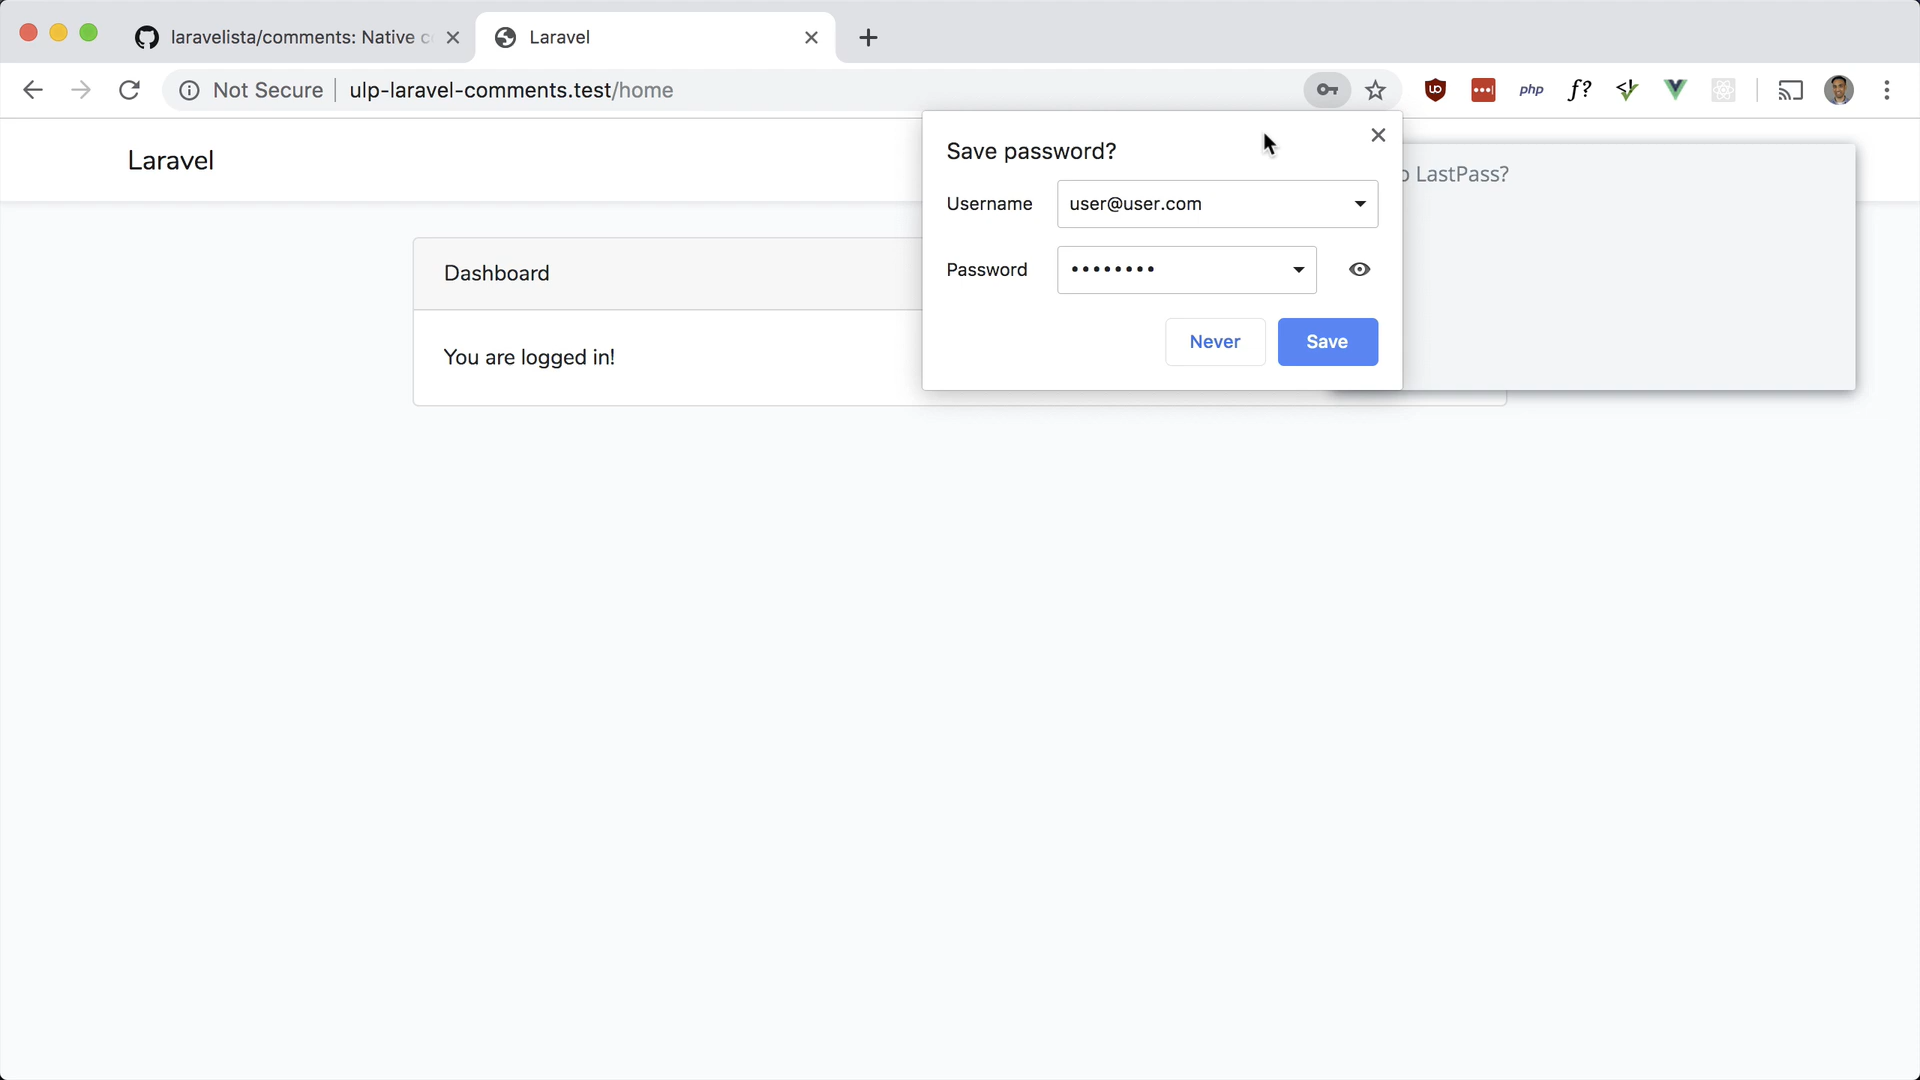 laravelista/comments: Native c
Laravel
Not Secure
ulp-laravel-comments.test/home
php
f?
Laravel
Save password?
LastPass?
Username
user@user.com
Dashboard
Password
••••••••
Never
Save
You are logged in!